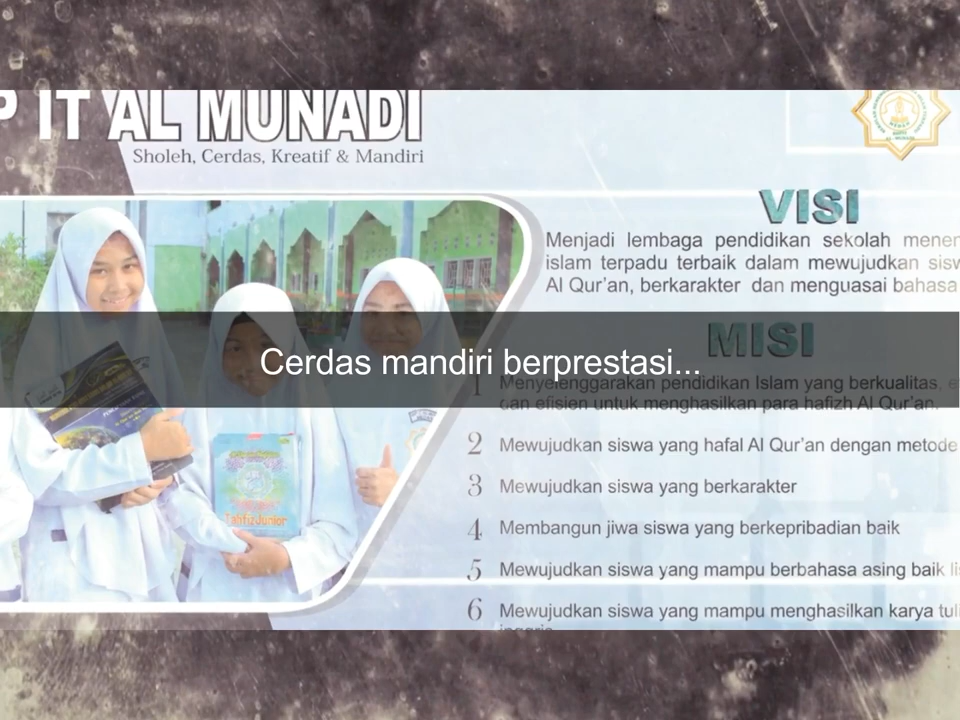 P IT AL MUNADI
Sholeh, Cerdas, Kreatif & Mandiri
VISI
Menjadi lembaga pendidikan sekolah
islam terpadu terbaik dalam mewujudkan
Al Qur'an, berkarakter dan menguasai bahasa
Cerdas mandiri berprestasi...
MISI
1 Menyelenggarakan pendidikan Islam yang berkualitas,
dan efisien untuk menghasilkan para hafizh Al Qur'an.
2 Mewujudkan siswa yang hafal Al Qur'an dengan metode
3 Mewujudkan siswa yang berkarakter
4 Membangun jiwa siswa yang berkepribadian baik
5 Mewujudkan siswa yang mampu berbahasa asing baik
6 Mewujudkan siswa yang mampu menghasilkan karya
Tahfiz Junior